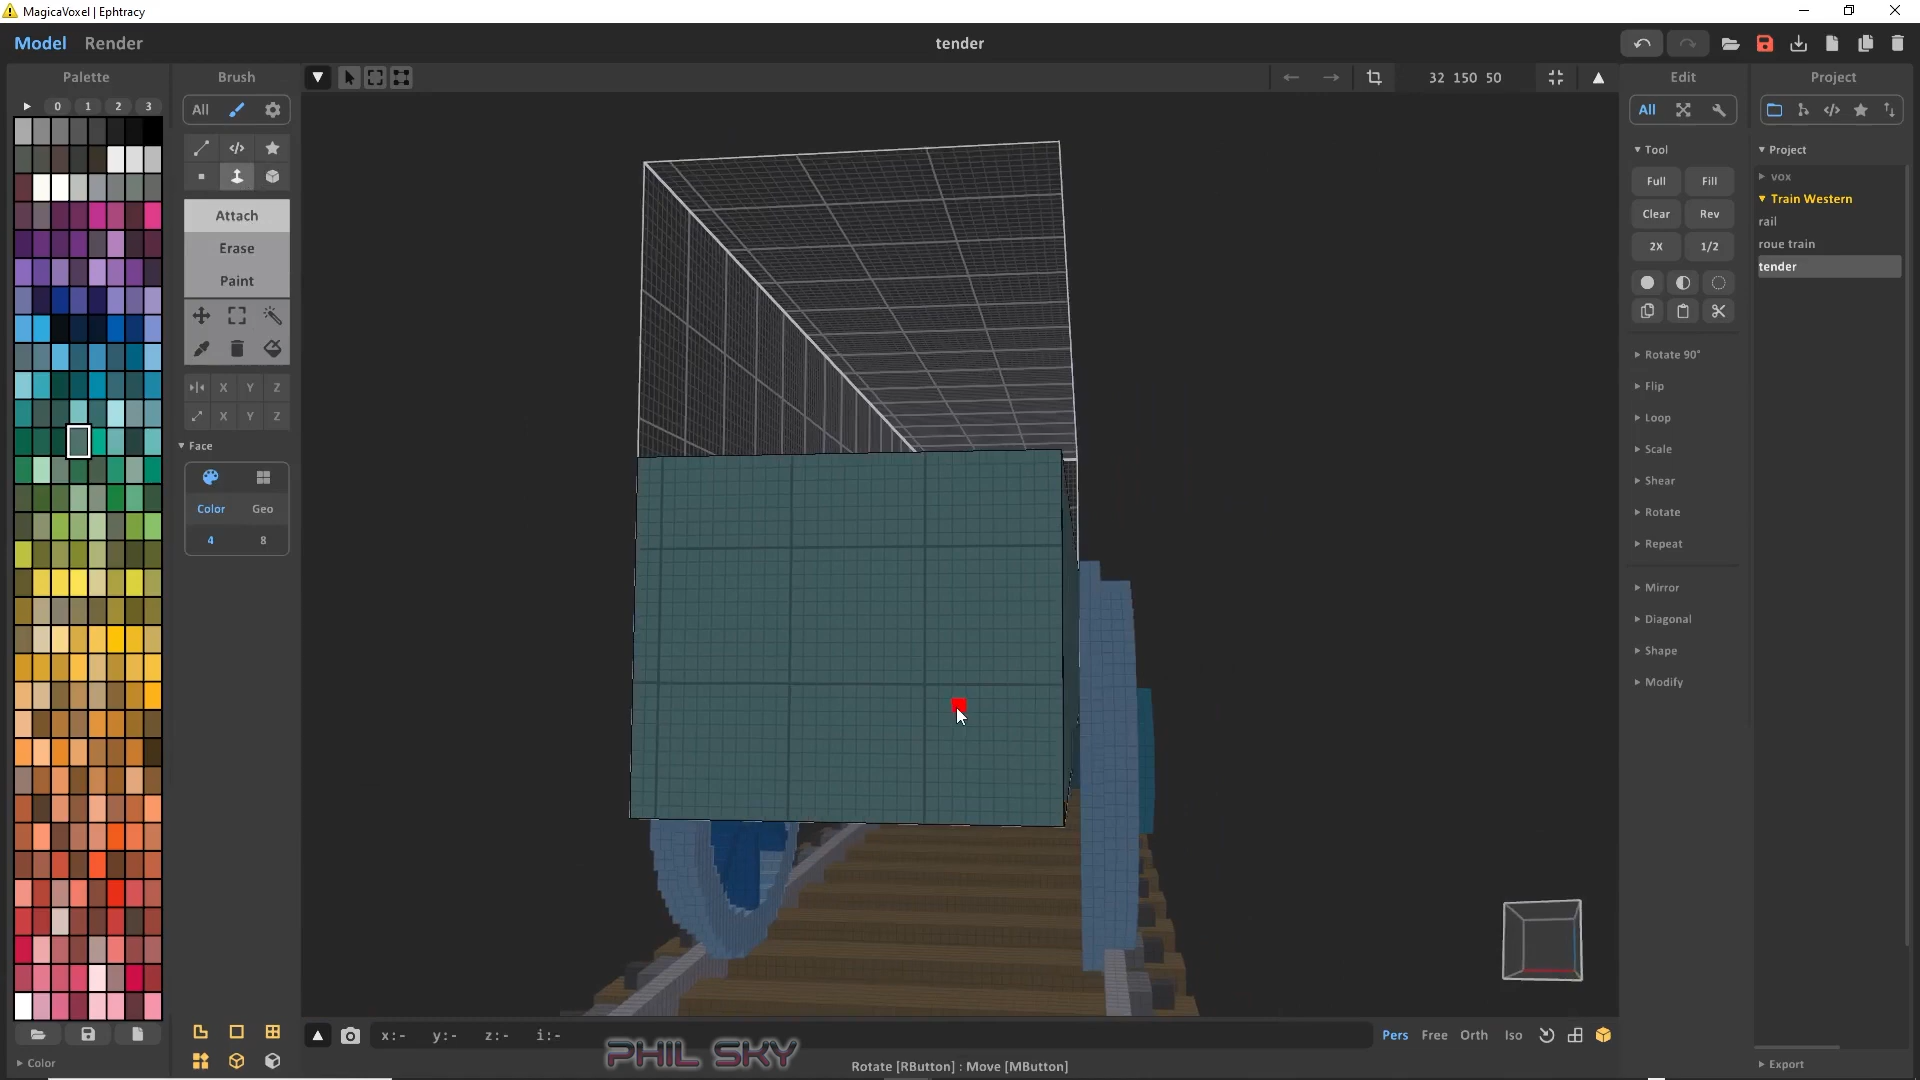 MagicaVoxel | Ephtracy
Model Render
tender
Palette
Brush
32 150 50
Edit
Project
0 1 2 3
All
All
Tool
Project
Full Fill
vox
Attach
Clear Rev
Train Western
rail
Erase
2X 1/2
roue train
tender
Paint
Rotate 90°
Flip
X Y Z
Loop
X Y Z
Face
Scale
Shear
Color Geo
Rotate
4 8
Repeat
Mirror
Diagonal
Shape
Modify
x:- y:- z:- i:-
Pers Free Orth Iso
PHIL SKY
Color
Rotate [RButton] : Move [MButton]
Export